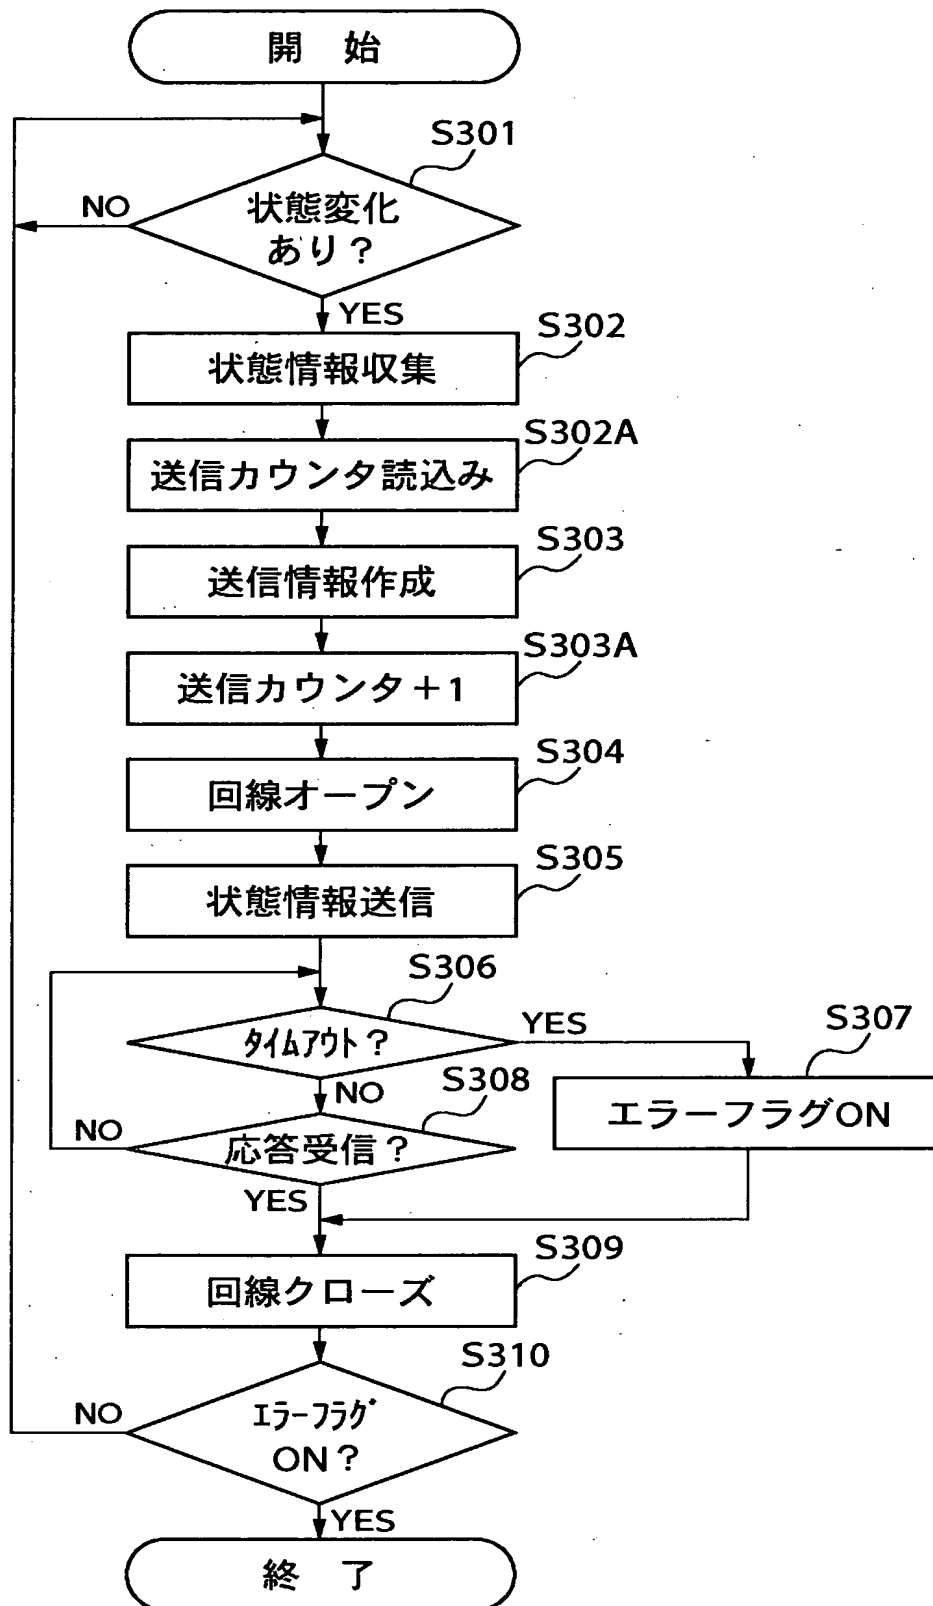 開 始
S301
NO
状態変化
あり？
YES
S302
状態情報収集
S302A
送信カウンタ読込み
S303
送信情報作成
S303A
送信カウンタ＋1
S304
回線オープン
S305
状態情報送信
S306
ﾀｲﾑｱｳﾄ？
YES
S307
エラーフラグON
NO
S308
NO
応答受信？
YES
S309
回線クローズ
S310
NO
ｴﾗｰﾌﾗｸﾞ
ON？
YES
終 了